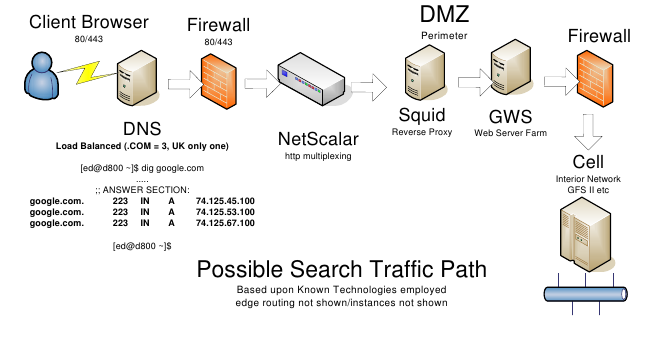 Client Browser
80/443
Firewall
80/443
DMZ
Perimeter
Firewall
DNS
Load Balanced (.COM = 3, UK only one)
NetScalar
http multiplexing
Squid
Reverse Proxy
GWS
Web Server Farm
Cell
Interior Network
GFS II etc
[ed@d800 ~]$ dig google.com
.....
;; ANSWER SECTION:
google.com. 223 IN A 74.125.45.100
google.com. 223 IN A 74.125.53.100
google.com. 223 IN A 74.125.67.100
[ed@d800 ~]$
Possible Search Traffic Path
Based upon Known Technologies employed
edge routing not shown/instances not shown